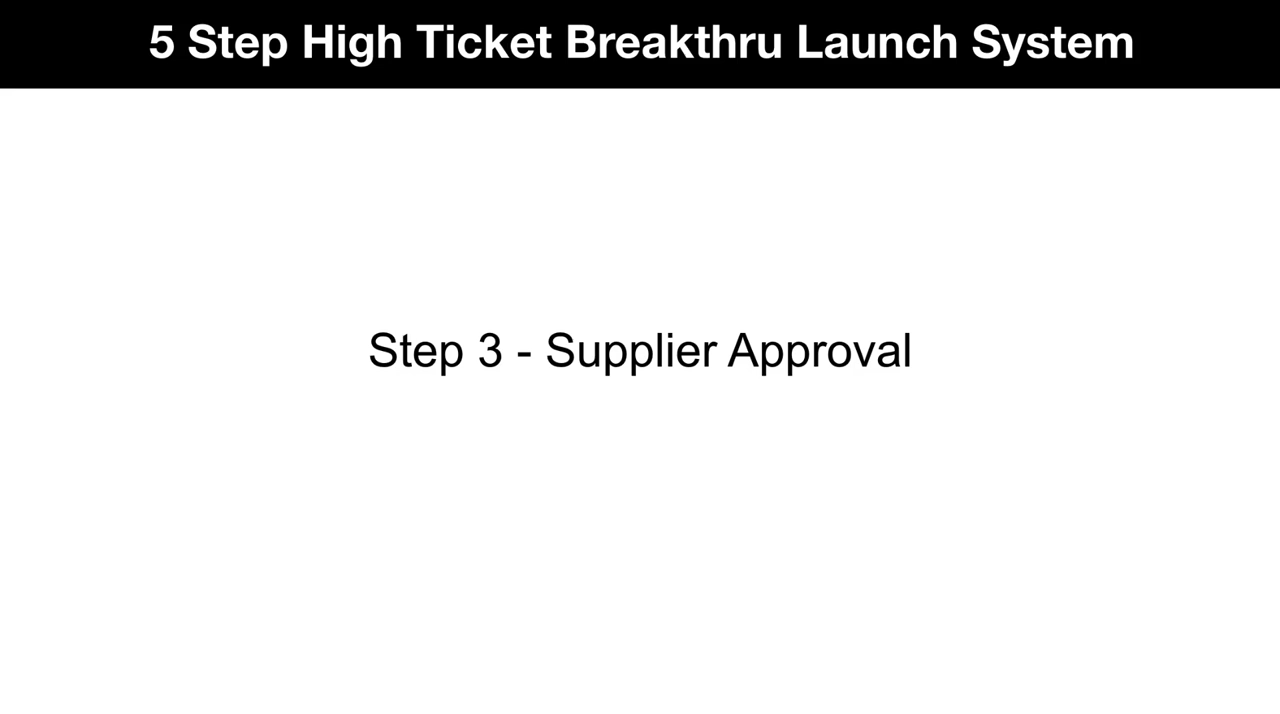 5 Step High Ticket Breakthru Launch System
Step 3 - Supplier Approval